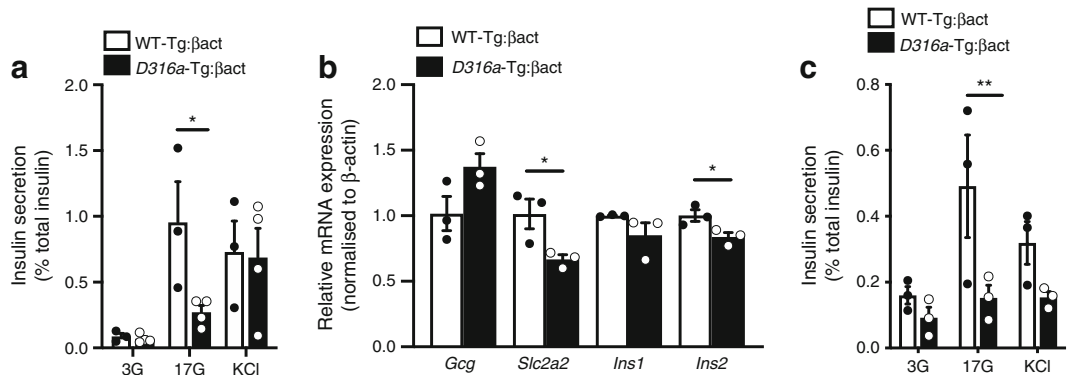 a
WT-Tg:βact
D316a-Tg:βact
Insulin secretion
(% total insulin)
2.0
1.5
1.0
0.5
0.0
*
3G 17G KCl
b
WT-Tg:βact
D316a-Tg:βact
Relative mRNA expression
(normalised to β-actin)
2.0
1.5
1.0
0.5
0.0
*
*
Gcg Slc2a2 Ins1 Ins2
c
WT-Tg:βact
D316a-Tg:βact
Insulin secretion
(% total insulin)
0.8
0.6
0.4
0.2
0.0
**
3G 17G KCl